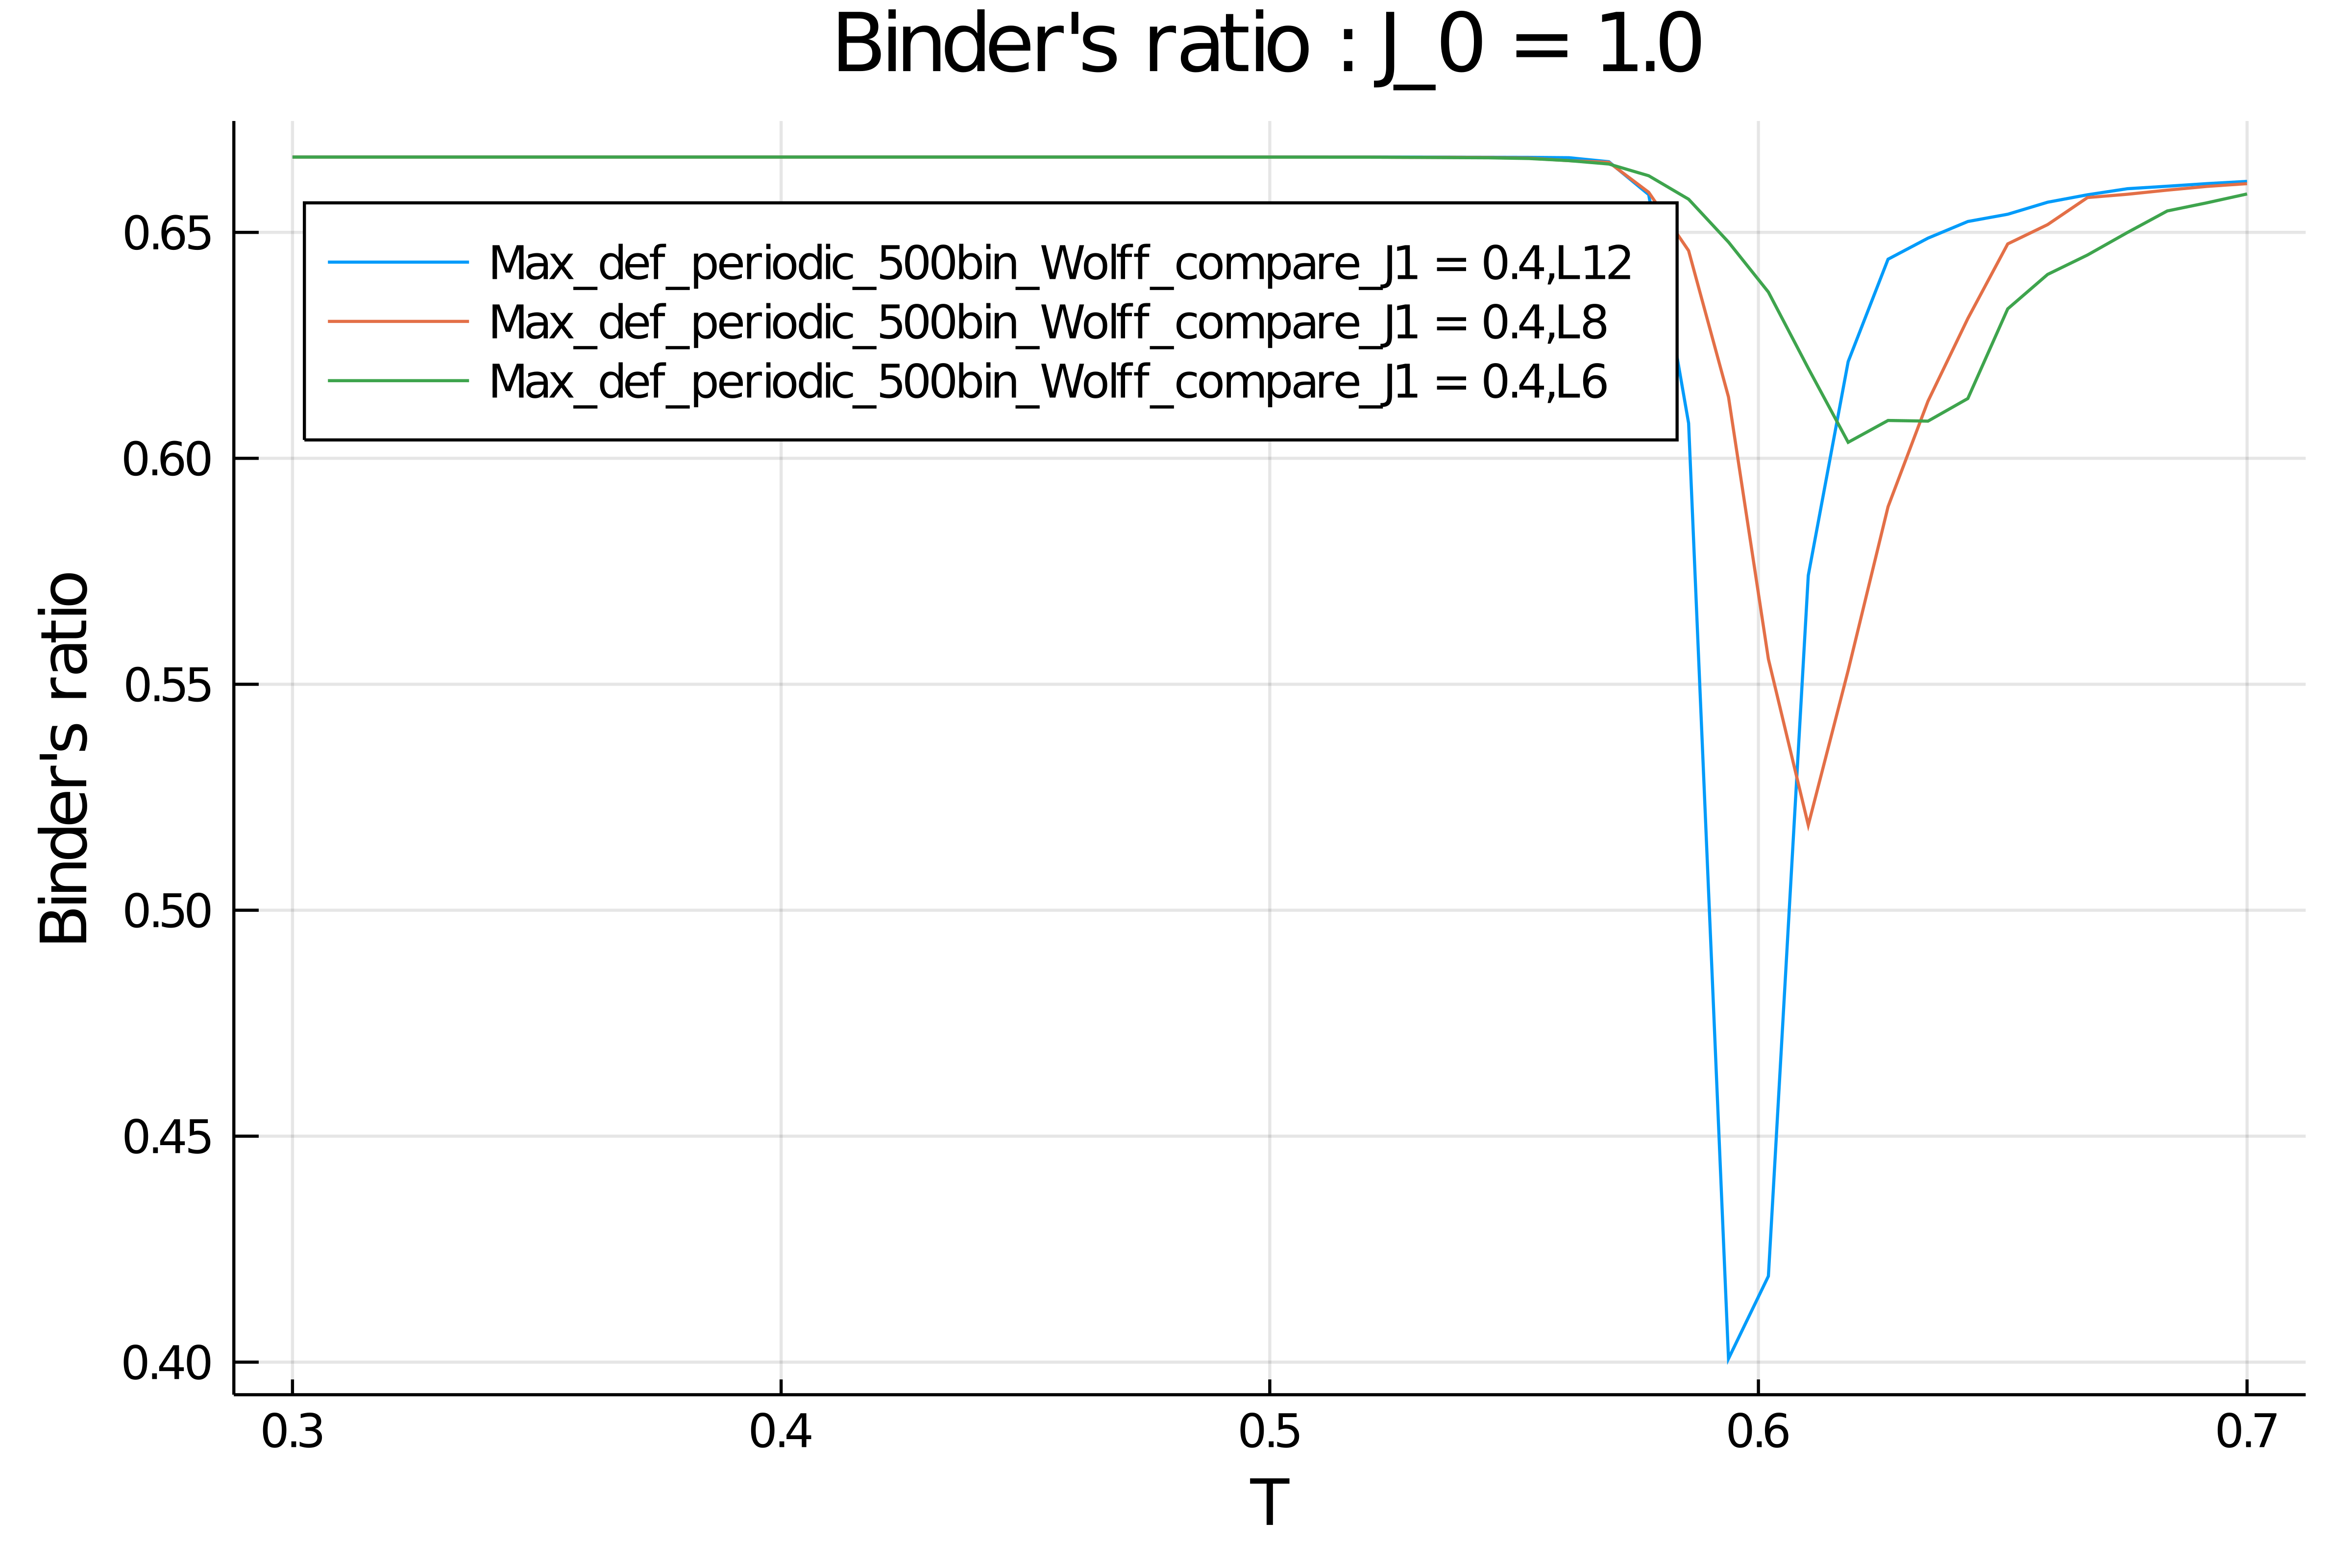 Binder's ratio : J_0 = 1.0
Binder's ratio
0.65
0.60
0.55
0.50
0.45
0.40
Max_def_periodic_500bin_Wolff_compare_J1 = 0.4,L12
Max_def_periodic_500bin_Wolff_compare_J1 = 0.4,L8
Max_def_periodic_500bin_Wolff_compare_J1 = 0.4,L6
0.3 0.4 0.5 0.6 0.7
T